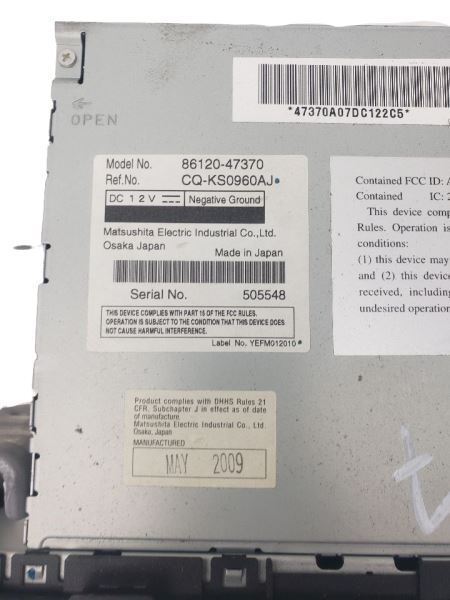 OPEN
*47370A07DC122C5*
Model No. 86120-47370
Ref.No. CQ-KS0960AJ
DC 12V Negative Ground
Matsushita Electric Industrial Co.,Ltd.
Osaka Japan Made in Japan
Serial No. 505548
THIS DEVICE COMPLIES WITH PART 15 OF THE FCC RULES.
OPERATION IS SUBJECT TO THE CONDITION THAT THIS DEVICE DOES
NOT CAUSE HARMFUL INTERFERENCE.
Label No. YEFM012010
Contained FCC ID: A
Contained IC: 2
This device comp
Rules. Operation is
conditions:
(1) this device may
and (2) this device
received, including
undesired operation
Product complies with DHHS Rules 21
CFR, Subchapter J in effect as of date
of manufacture.
Matsushita Electric Industrial Co., Ltd.
Osaka, Japan
MANUFACTURED
MAY 2009